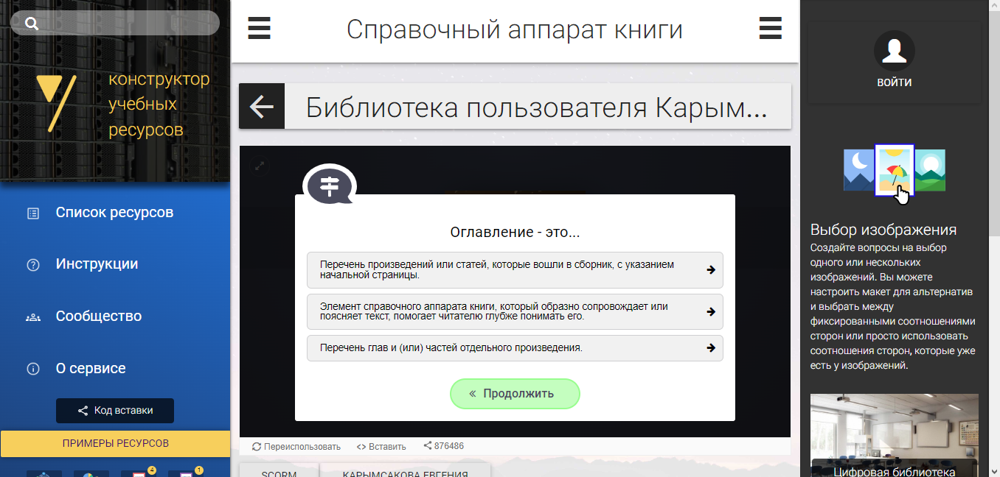 конструктор
учебных
ресурсов
Список ресурсов
Инструкции
Сообщество
О сервисе
Код вставки
ПРИМЕРЫ РЕСУРСОВ
4
1
Справочный аппарат книги
Библиотека пользователя Карым...
Оглавление - это...
Перечень произведений или статей, которые вошли в сборник, с указанием
начальной страницы.
Элемент справочного аппарата книги, который образно сопровождает или
поясняет текст, помогает читателю глубже понимать его.
Перечень глав и (или) частей отдельного произведения.
« Продолжить
Переиспользовать
<> Вставить
876486
SCORM
КАРЫМСАКОВА ЕВГЕНИЯ
ВОЙТИ
Выбор изображения
Создайте вопросы на выбор
одного или нескольких
изображений. Вы можете
настроить макет для альтернатив
и выбрать между
фиксированными соотношениями
сторон или просто использовать
соотношения сторон, которые уже
есть у изображений.
Цифровая библиотека